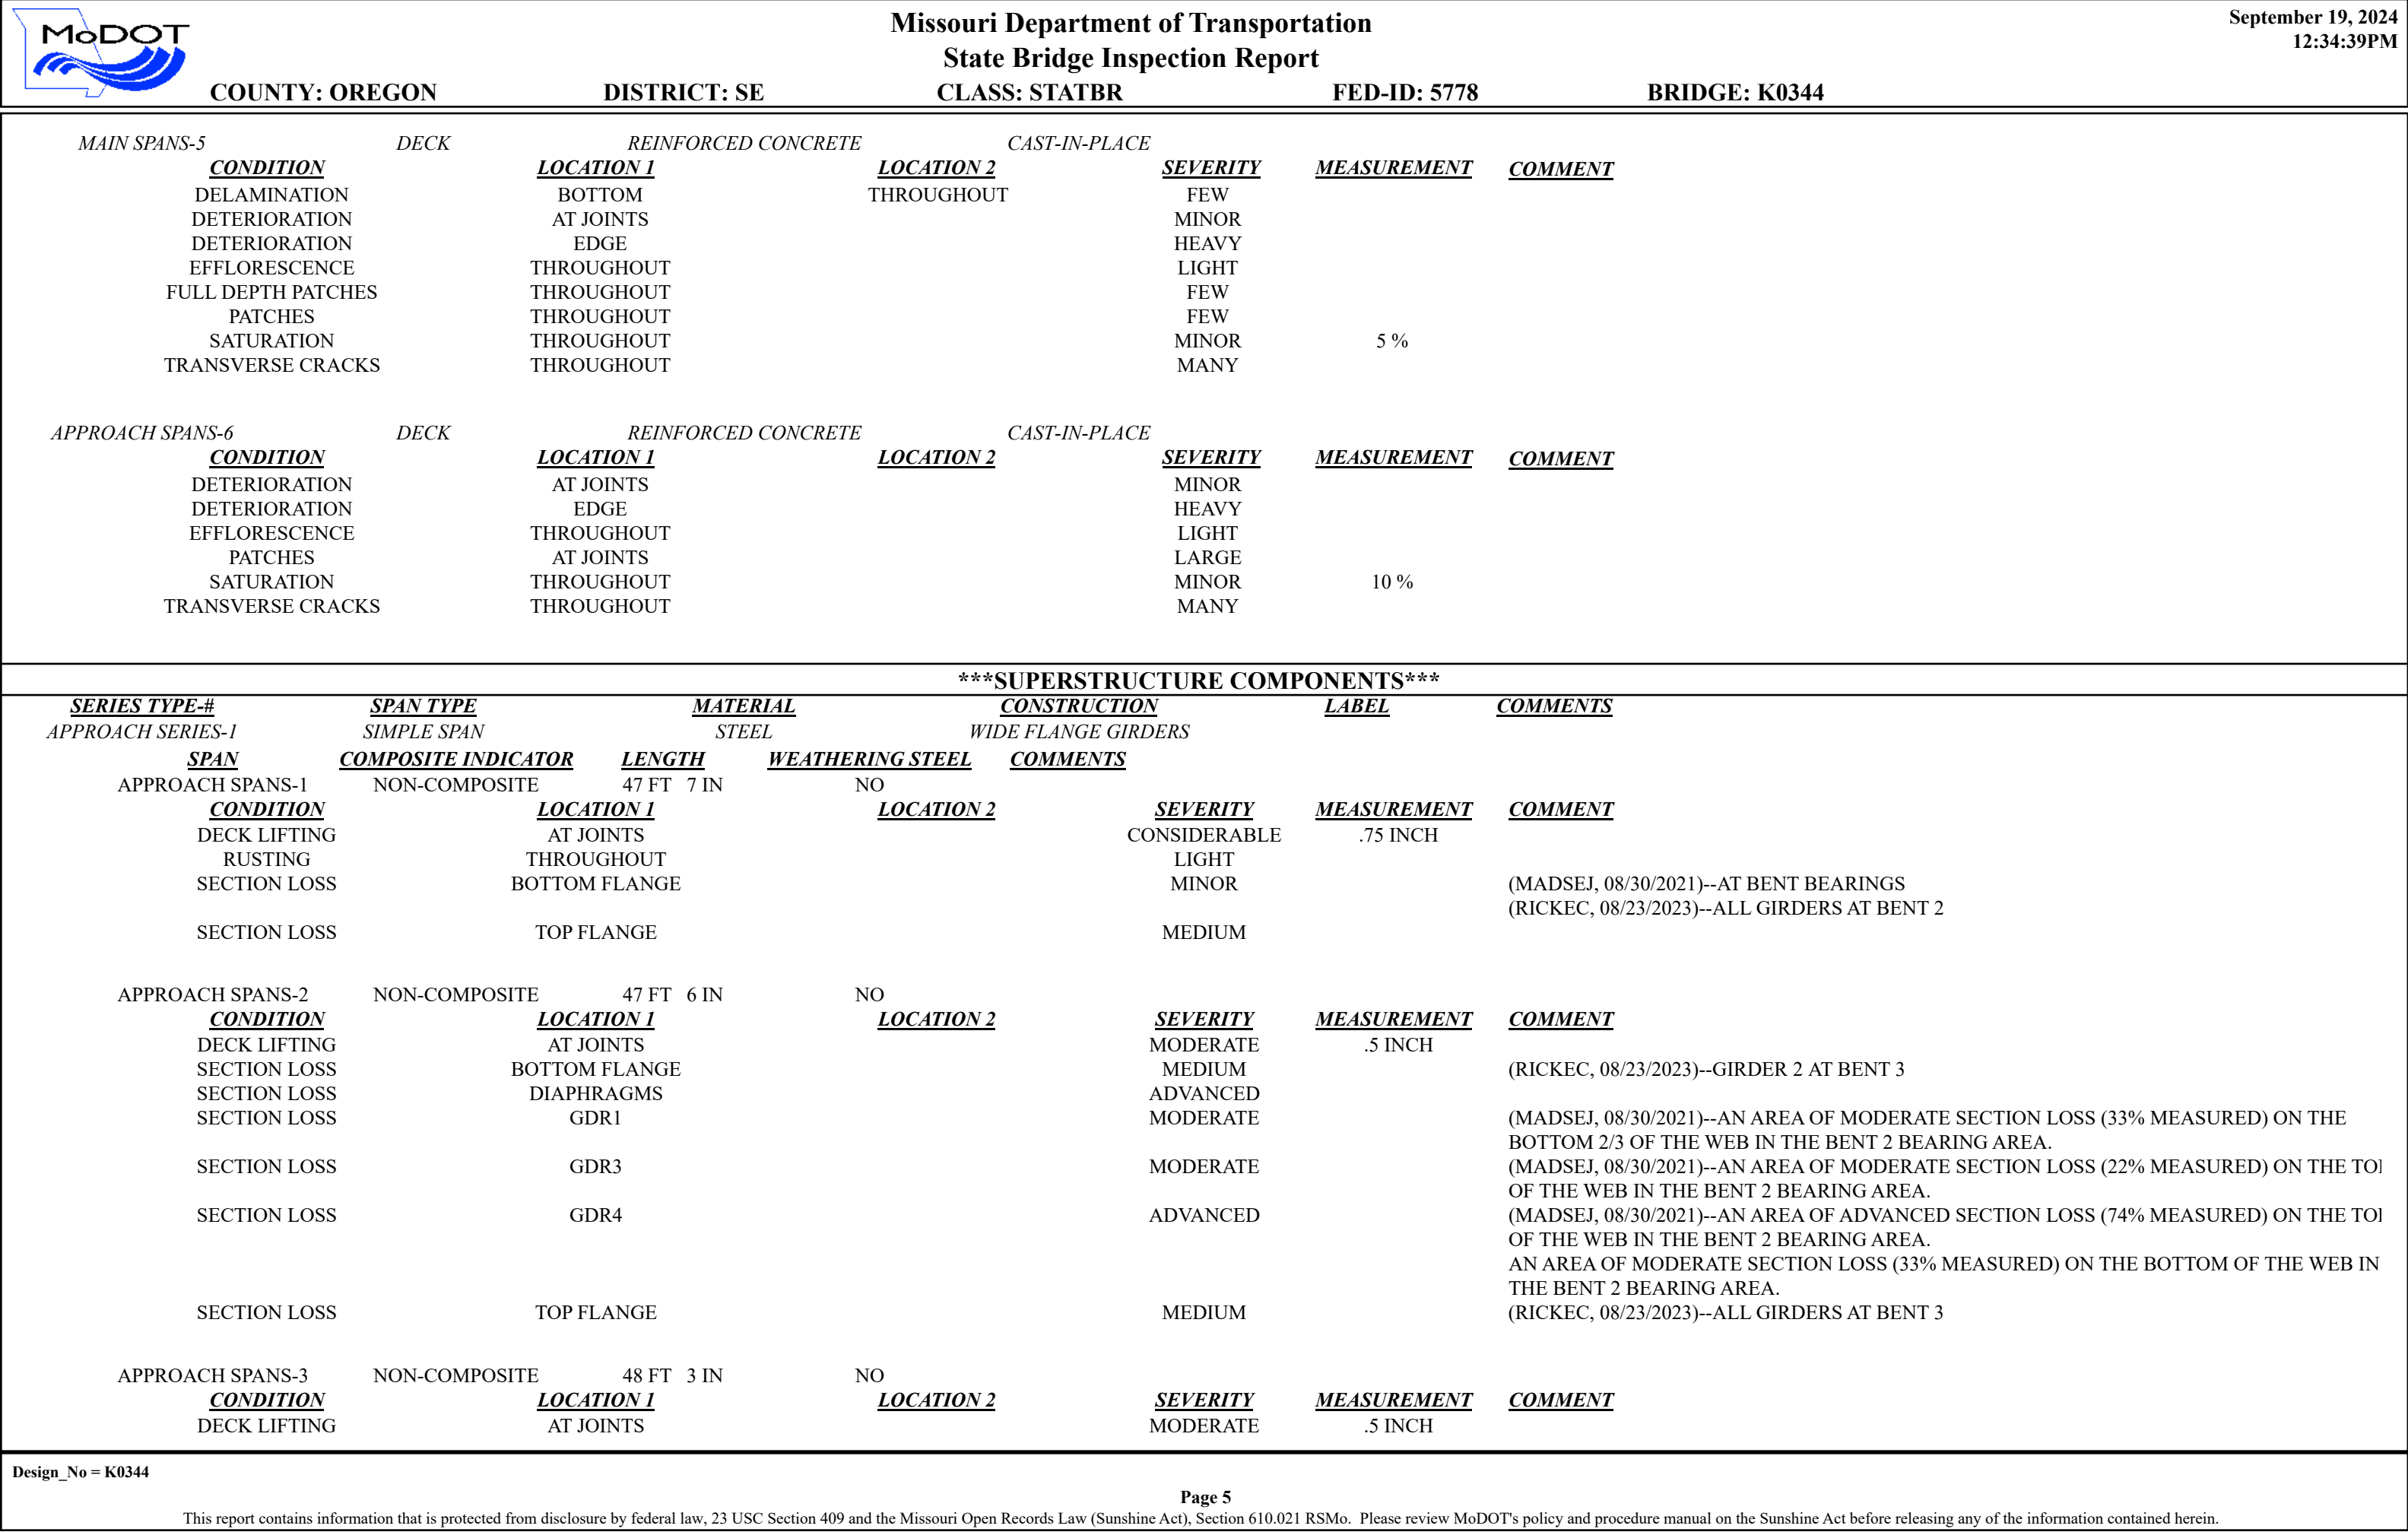 MoDOT
Missouri Department of Transportation
State Bridge Inspection Report
September 19, 2024
12:34:39PM
COUNTY: OREGON DISTRICT: SE CLASS: STATBR FED-ID: 5778 BRIDGE: K0344
MAIN SPANS-5 DECK REINFORCED CONCRETE CAST-IN-PLACE
CONDITION LOCATION 1 LOCATION 2 SEVERITY MEASUREMENT COMMENT
DELAMINATION BOTTOM THROUGHOUT FEW
DETERIORATION AT JOINTS MINOR
DETERIORATION EDGE HEAVY
EFFLORESCENCE THROUGHOUT LIGHT
FULL DEPTH PATCHES THROUGHOUT FEW
PATCHES THROUGHOUT FEW
SATURATION THROUGHOUT MINOR 5 %
TRANSVERSE CRACKS THROUGHOUT MANY
APPROACH SPANS-6 DECK REINFORCED CONCRETE CAST-IN-PLACE
CONDITION LOCATION 1 LOCATION 2 SEVERITY MEASUREMENT COMMENT
DETERIORATION AT JOINTS MINOR
DETERIORATION EDGE HEAVY
EFFLORESCENCE THROUGHOUT LIGHT
PATCHES AT JOINTS LARGE
SATURATION THROUGHOUT MINOR 10 %
TRANSVERSE CRACKS THROUGHOUT MANY
***SUPERSTRUCTURE COMPONENTS***
SERIES TYPE-# SPAN TYPE MATERIAL CONSTRUCTION LABEL COMMENTS
APPROACH SERIES-1 SIMPLE SPAN STEEL WIDE FLANGE GIRDERS
SPAN COMPOSITE INDICATOR LENGTH WEATHERING STEEL COMMENTS
APPROACH SPANS-1 NON-COMPOSITE 47 FT 7 IN NO
CONDITION LOCATION 1 LOCATION 2 SEVERITY MEASUREMENT COMMENT
DECK LIFTING AT JOINTS CONSIDERABLE .75 INCH
RUSTING THROUGHOUT LIGHT
SECTION LOSS BOTTOM FLANGE MINOR (MADSEJ, 08/30/2021)--AT BENT BEARINGS
(RICKEC, 08/23/2023)--ALL GIRDERS AT BENT 2
SECTION LOSS TOP FLANGE MEDIUM
APPROACH SPANS-2 NON-COMPOSITE 47 FT 6 IN NO
CONDITION LOCATION 1 LOCATION 2 SEVERITY MEASUREMENT COMMENT
DECK LIFTING AT JOINTS MODERATE .5 INCH
SECTION LOSS BOTTOM FLANGE MEDIUM (RICKEC, 08/23/2023)--GIRDER 2 AT BENT 3
SECTION LOSS DIAPHRAGMS ADVANCED
SECTION LOSS GDR1 MODERATE (MADSEJ, 08/30/2021)--AN AREA OF MODERATE SECTION LOSS (33% MEASURED) ON THE
BOTTOM 2/3 OF THE WEB IN THE BENT 2 BEARING AREA.
SECTION LOSS GDR3 MODERATE (MADSEJ, 08/30/2021)--AN AREA OF MODERATE SECTION LOSS (22% MEASURED) ON THE
OF THE WEB IN THE BENT 2 BEARING AREA.
SECTION LOSS GDR4 ADVANCED (MADSEJ, 08/30/2021)--AN AREA OF ADVANCED SECTION LOSS (74% MEASURED) ON THE
OF THE WEB IN THE BENT 2 BEARING AREA.
AN AREA OF MODERATE SECTION LOSS (33% MEASURED) ON THE BOTTOM OF THE WEB IN
THE BENT 2 BEARING AREA.
SECTION LOSS TOP FLANGE MEDIUM (RICKEC, 08/23/2023)--ALL GIRDERS AT BENT 3
APPROACH SPANS-3 NON-COMPOSITE 48 FT 3 IN NO
CONDITION LOCATION 1 LOCATION 2 SEVERITY MEASUREMENT COMMENT
DECK LIFTING AT JOINTS MODERATE .5 INCH
Design_No = K0344
Page 5
This report contains information that is protected from disclosure by federal law, 23 USC Section 409 and the Missouri Open Records Law (Sunshine Act), Section 610.021 RSMo. Please review MoDOT's policy and procedure manual on the Sunshine Act before releasing any of the information contained herein.